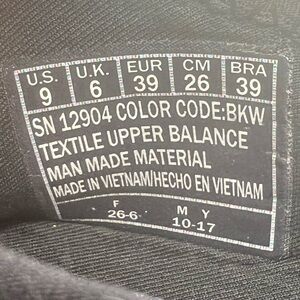 U.S. U.K. EUR CM BRA
9 6 39 26 39
SN 12904 COLOR CODE:BKW
TEXTILE UPPER BALANCE
MAN MADE MATERIAL
MADE IN VIETNAM/HECHO EN VIETNAM
F M Y
26-6 10-17